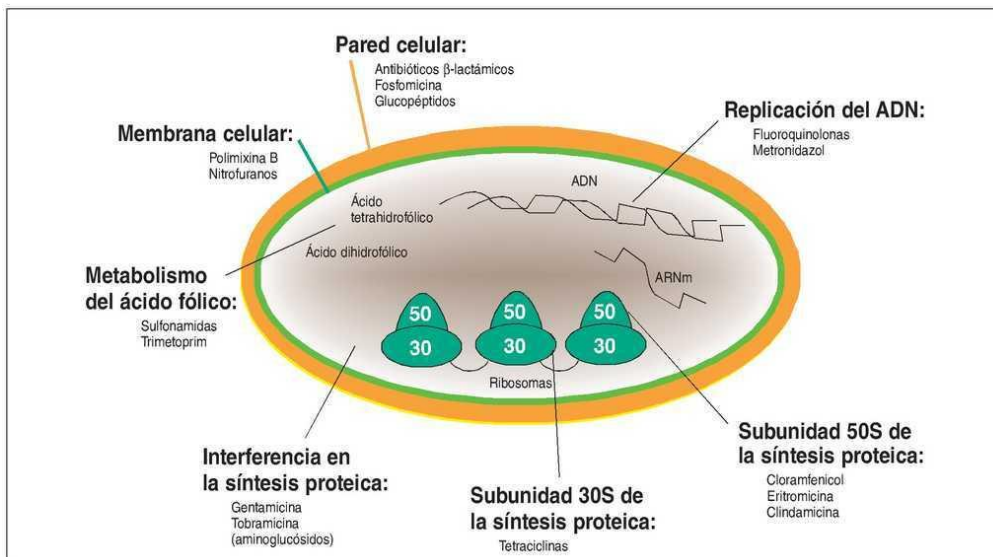 Pared celular:
Antibióticos β-lactámicos
Fosfomicina
Glucopéptidos
Membrana celular:
Polimixina B
Nitrofuranos
Replicación del ADN:
Fluoroquinolonas
Metronidazol
ADN
Ácido
tetrahidrofólico
Ácido dihidrofólico
ARNm
Metabolismo
del ácido fólico:
Sulfonamidas
Trimetoprim
50
30
50
30
50
30
Ribosomas
Interferencia en
la síntesis proteica:
Gentamicina
Tobramicina
(aminoglucósidos)
Subunidad 30S de
la síntesis proteica:
Tetraciclinas
Subunidad 50S de
la síntesis proteica:
Cloramfenicol
Eritromicina
Clindamicina